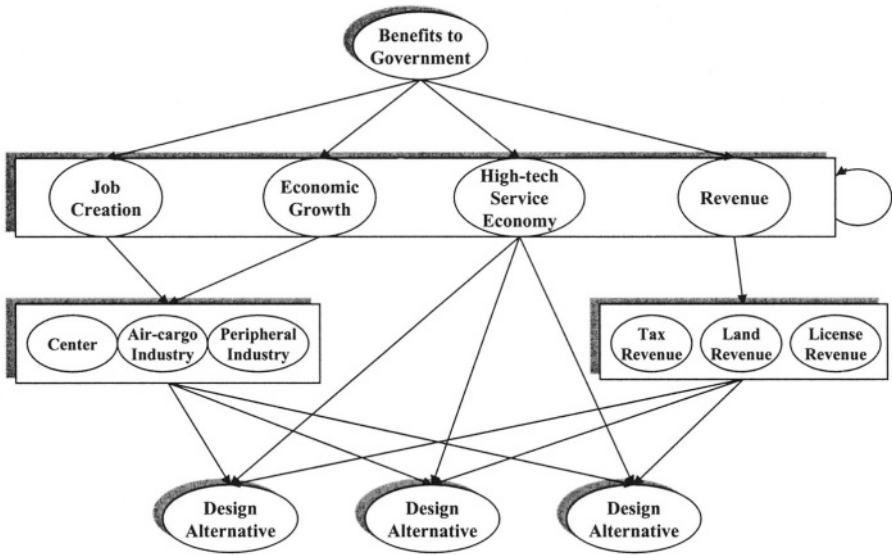 Benefits to
Government
Job
Creation
Economic
Growth
High-tech
Service
Economy
Revenue
Center
Air-cargo
Industry
Peripheral
Industry
Tax
Revenue
Land
Revenue
License
Revenue
Design
Alternative
Design
Alternative
Design
Alternative